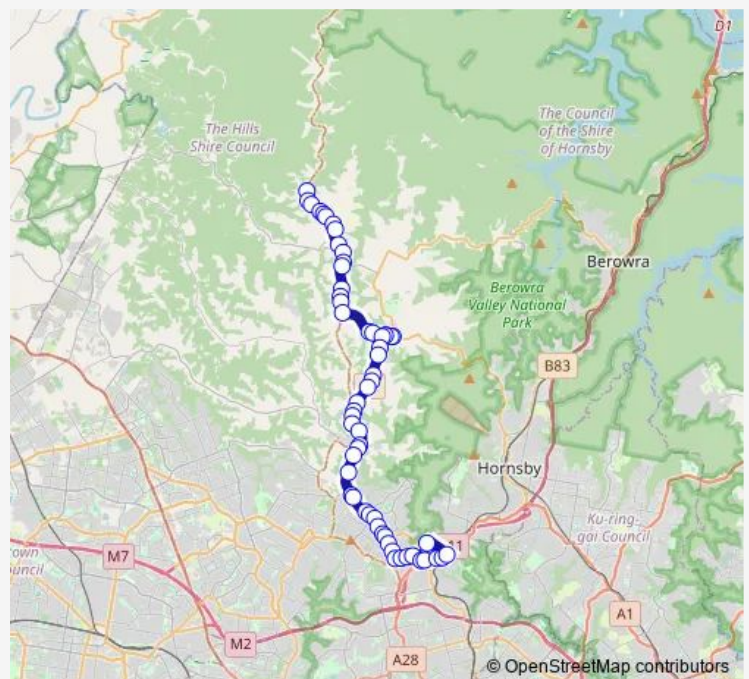 D1
The Council
of the Shire
of Hornsby
The Hills
Shire Council
Berowra
Berowra
Valley National
Park
B83
Hornsby
Ku-ring-
gai Council
M7
A1
M2
A28
© OpenStreetMap contributors